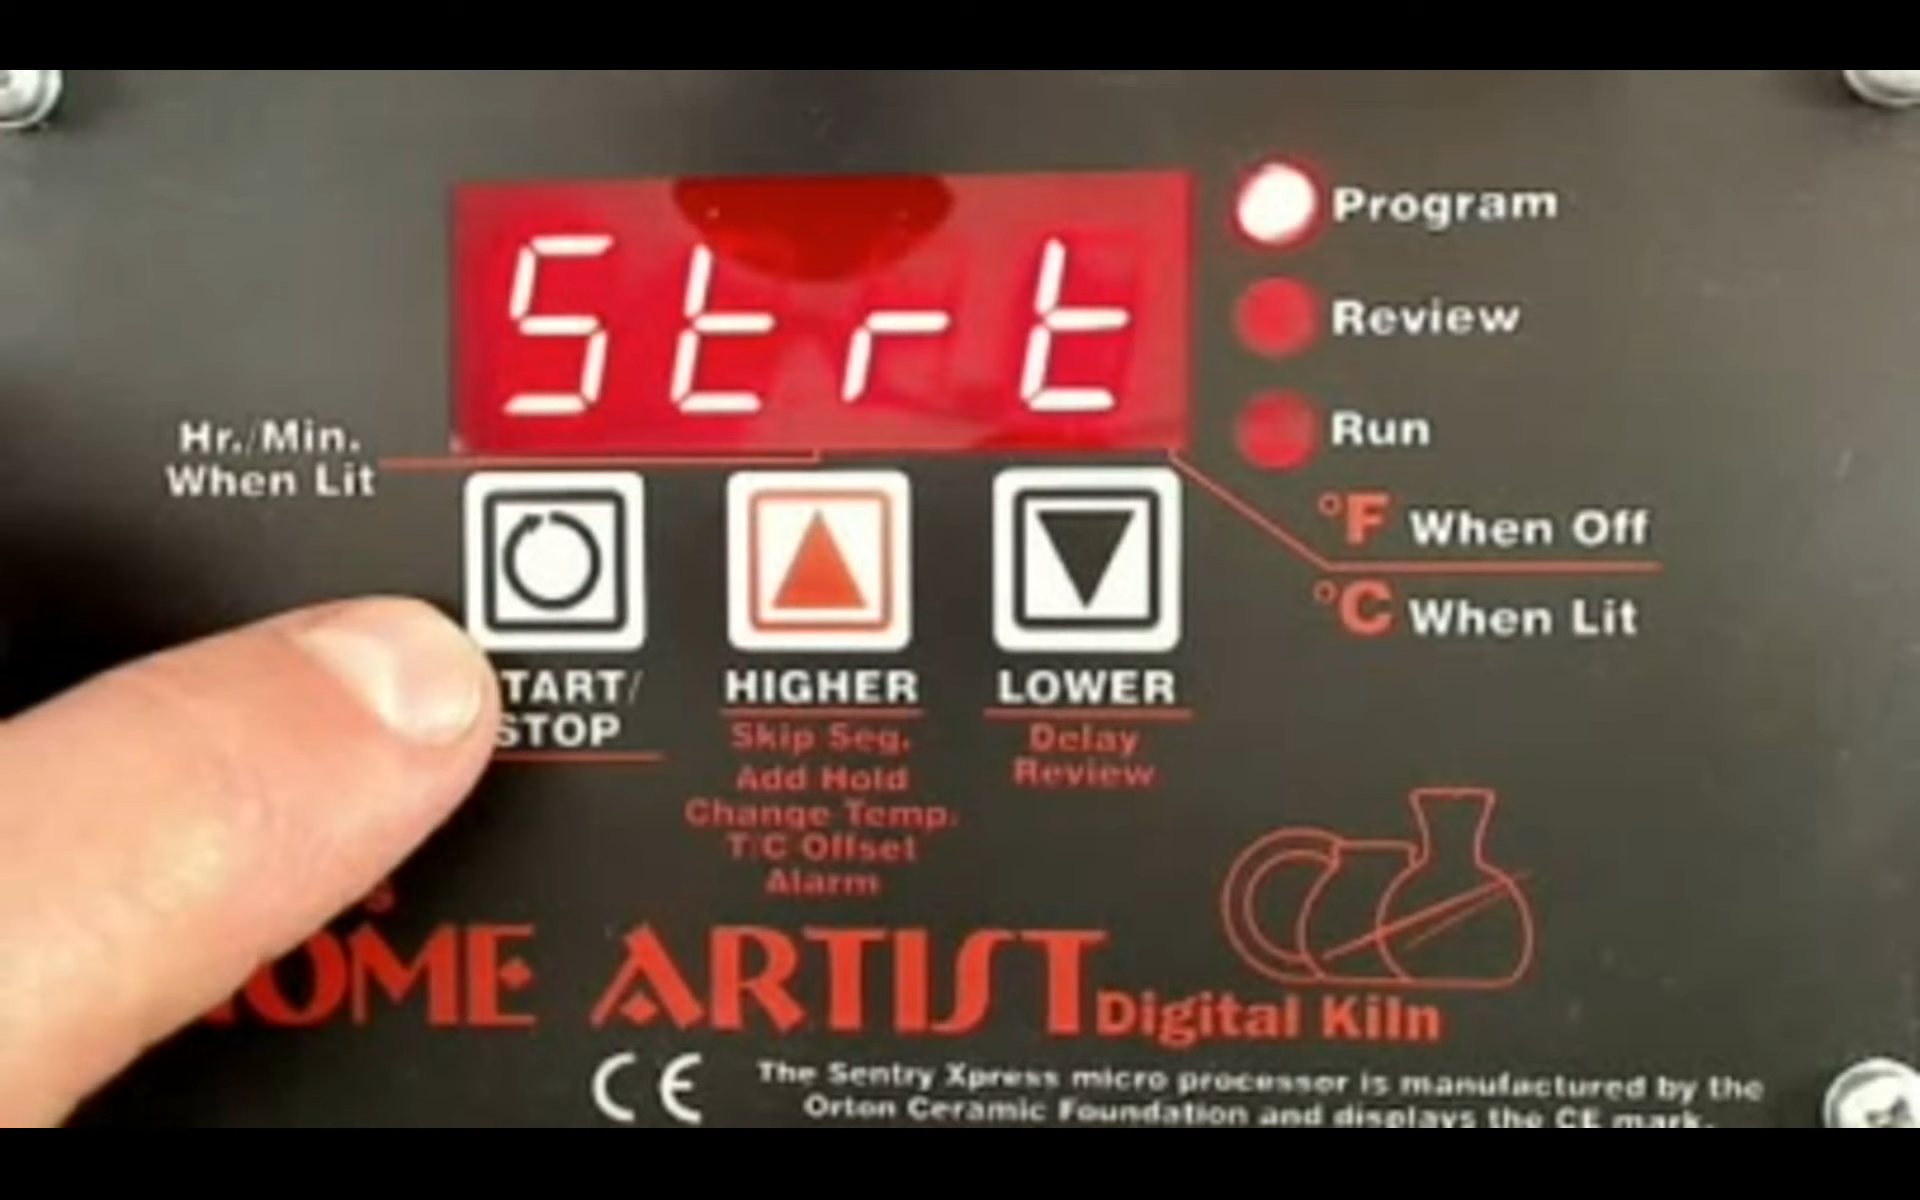 Strt
Program
Review
Run
Hr./Min.
When Lit
°F When Off
°C When Lit
TART/
STOP
HIGHER
Skip Seg.
Add Hold
Change Temp.
T/C Offset
Alarm
LOWER
Delay
Review
OME ARTIST Digital Kiln
CE
The Sentry Xpress micro processor is manufactured by the
Orton Ceramic Foundation and displays the CE mark.